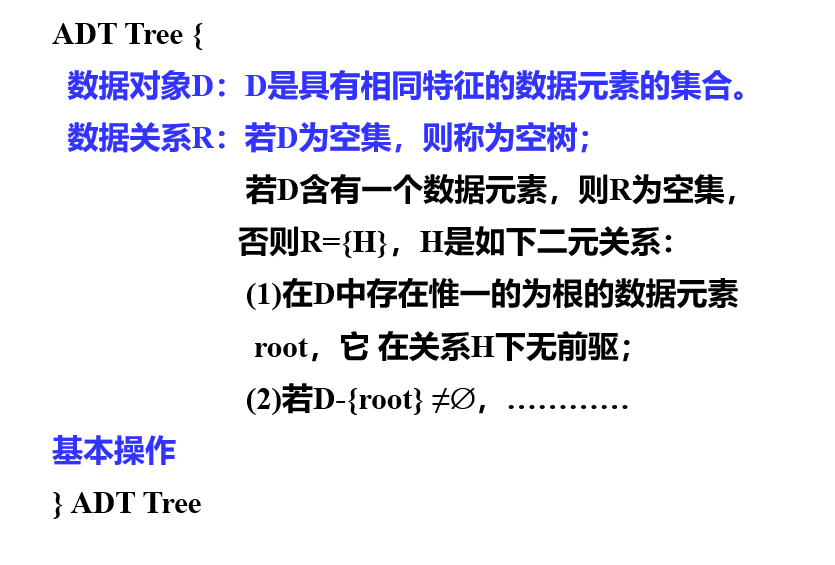 ADT Tree {
数据对象D：D是具有相同特征的数据元素的集合。
数据关系R：若D为空集，则称为空树；
若D含有一个数据元素，则R为空集，
否则R={H}，H是如下二元关系：
(1)在D中存在惟一的为根的数据元素
root，它 在关系H下无前驱；
(2)若D-{root} ≠∅，…………
基本操作
} ADT Tree